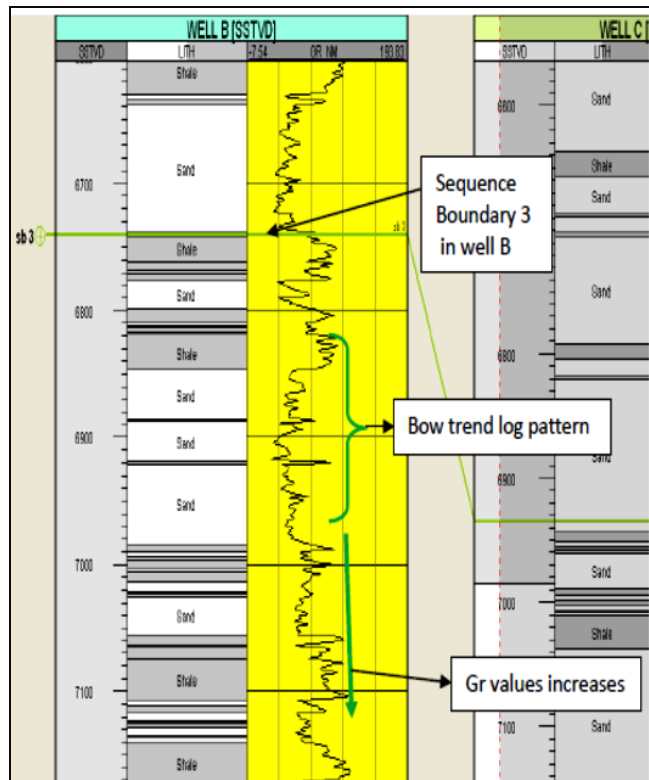 WELL B [SSTVD]
SSTVD LITH -7.54 GR NM 193.83
Shale
Sand
6700
sb 3
sb 3
Shale
Sand
6800
Shale
Sand
6900
Sand
Sand
7000
Sand
Shale
7100
Shale
Sequence
Boundary 3
in well B
Bow trend log pattern
Gr values increases
WELL C [
SSTVD LITH
6600
Sand
Shale
Sand
Sand
6800
6900
Sand
7000
Shale
7100
Sand